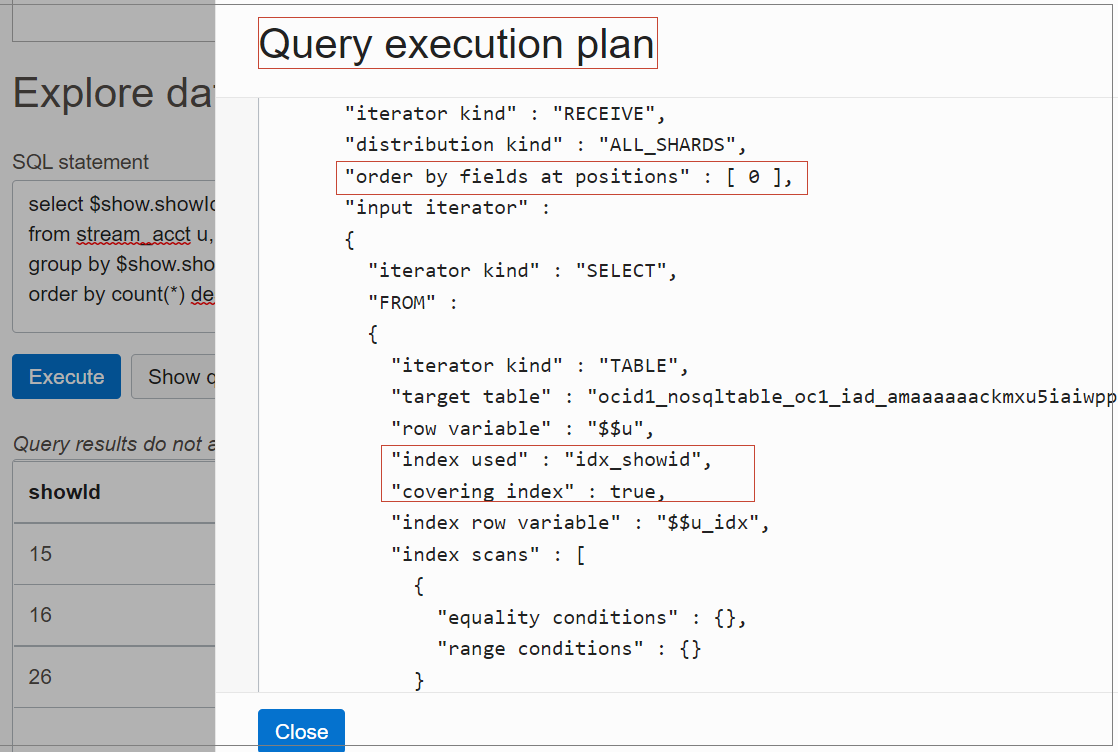 Explore da
SQL statement
select $show.showId
from stream_acct u,
group by $show.sho
order by count(*) de
Execute
Show q
Query results do not a
showId
15
16
26
Query execution plan
"iterator kind" : "RECEIVE",
"distribution kind" : "ALL_SHARDS",
"order by fields at positions" : [ 0 ],
"input iterator" :
{
"iterator kind" : "SELECT",
"FROM" :
{
"iterator kind" : "TABLE",
"target table" : "ocid1_nosqltable_oc1_iad_amaaaaaackmxu5iaiwpp
"row variable" : "$$u",
"index used" : "idx_showid",
"covering index" : true,
"index row variable" : "$$u_idx",
"index scans" : [
{
"equality conditions" : {},
"range conditions" : {}
}
Close